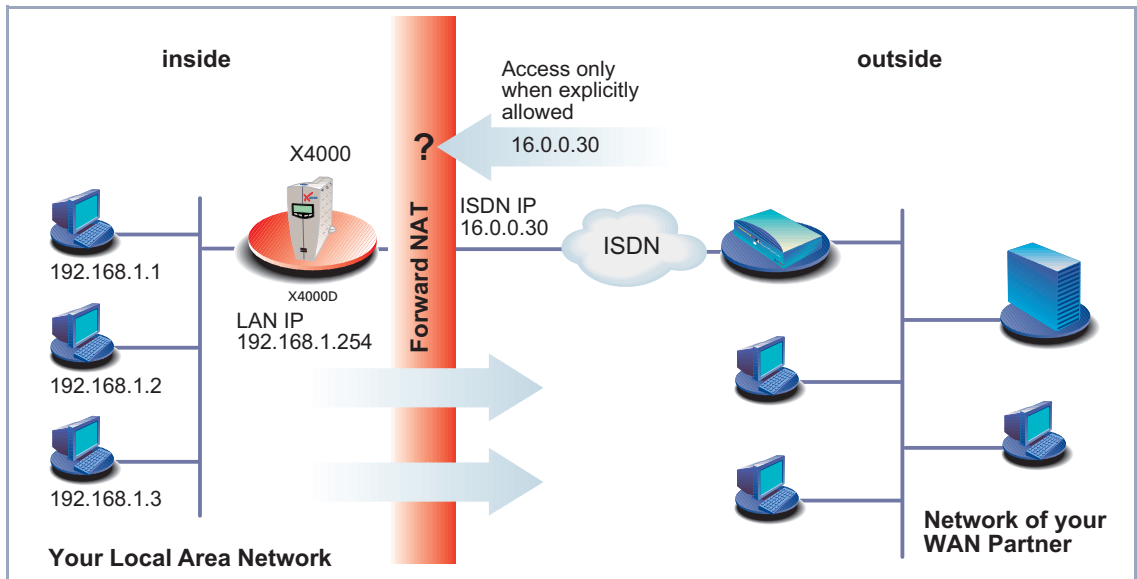 inside
outside
Access only
when explicitly
allowed
16.0.0.30
?
X4000
Forward NAT
ISDN IP
16.0.0.30
ISDN
192.168.1.1
X4000D
LAN IP
192.168.1.254
192.168.1.2
192.168.1.3
Your Local Area Network
Network of your
WAN Partner